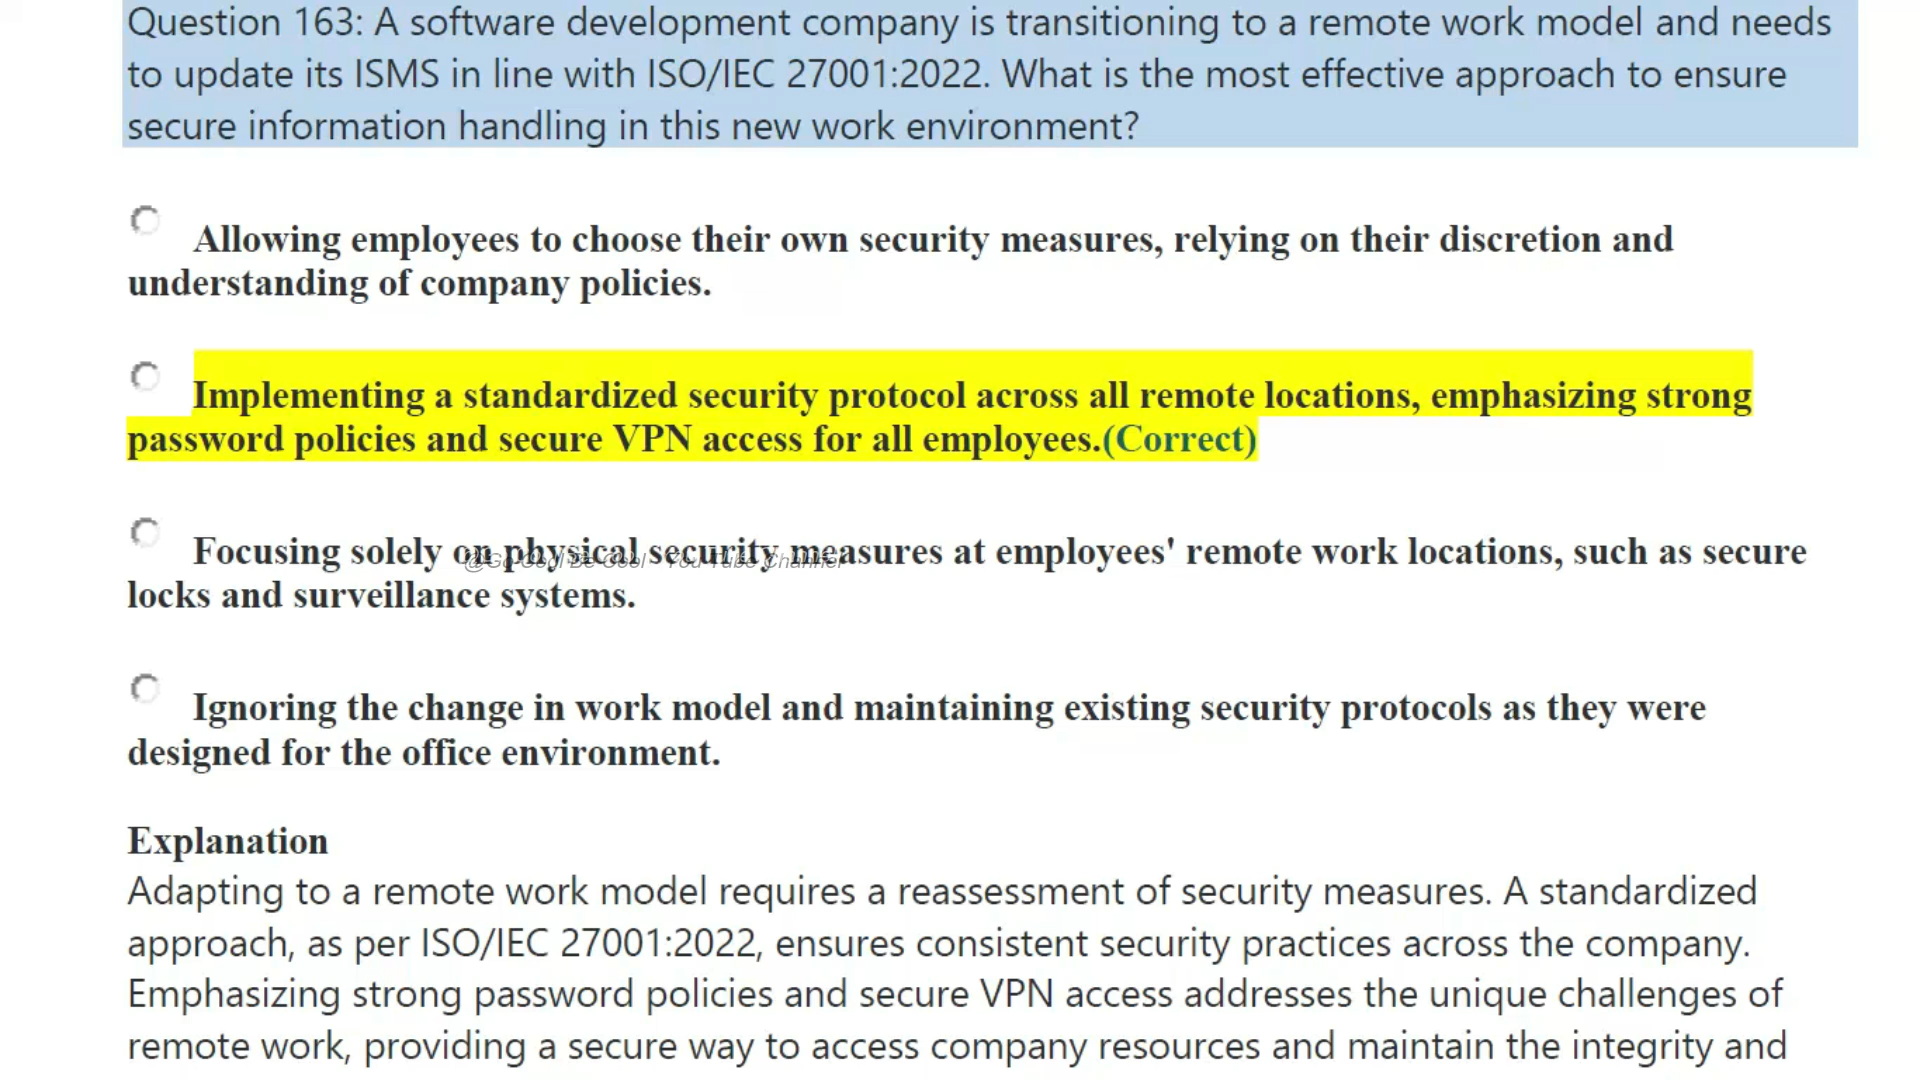 Question 163: A software development company is transitioning to a remote work model and needs
to update its ISMS in line with ISO/IEC 27001:2022. What is the most effective approach to ensure
secure information handling in this new work environment?
Allowing employees to choose their own security measures, relying on their discretion and
understanding of company policies.
Implementing a standardized security protocol across all remote locations, emphasizing strong
password policies and secure VPN access for all employees.(Correct)
Focusing solely on physical security measures at employees' remote work locations, such as secure
@Go Cool Be Cool - You Tube Channel
locks and surveillance systems.
Ignoring the change in work model and maintaining existing security protocols as they were
designed for the office environment.
Explanation
Adapting to a remote work model requires a reassessment of security measures. A standardized
approach, as per ISO/IEC 27001:2022, ensures consistent security practices across the company.
Emphasizing strong password policies and secure VPN access addresses the unique challenges of
remote work, providing a secure way to access company resources and maintain the integrity and